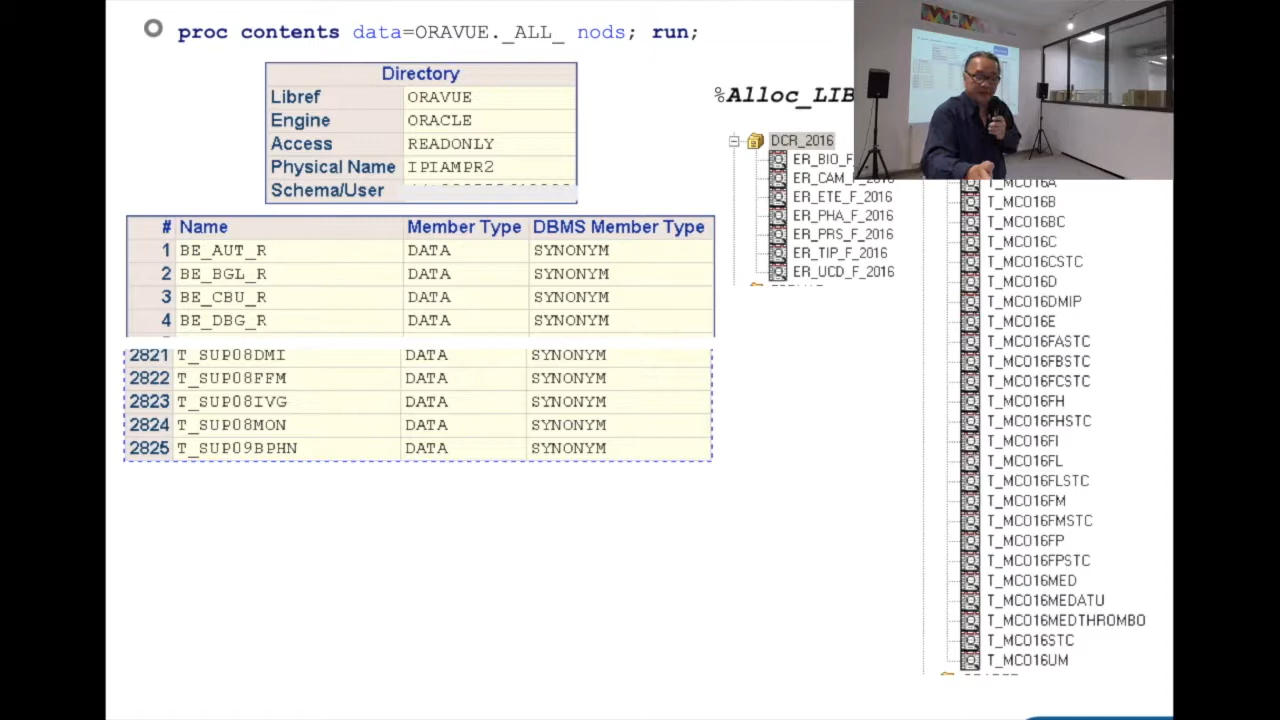 proc contents data=ORAVUE._ALL_ nods; run;
Directory
Libref ORAVUE
Engine ORACLE
Access READONLY
Physical Name IPIAMPR2
Schema/User
# Name Member Type DBMS Member Type
1 BE_AUT_R DATA SYNONYM
2 BE_BGL_R DATA SYNONYM
3 BE_CBU_R DATA SYNONYM
4 BE_DBG_R DATA SYNONYM
2821 T_SUP08DMI DATA SYNONYM
2822 T_SUP08FFM DATA SYNONYM
2823 T_SUP08IVG DATA SYNONYM
2824 T_SUP08MON DATA SYNONYM
2825 T_SUP09BPHN DATA SYNONYM
%Alloc_LIB
DCR_2016
ER_BIO_F
ER_CAM_F_2016
ER_ETE_F_2016
ER_PHA_F_2016
ER_PRS_F_2016
ER_TIP_F_2016
ER_UCD_F_2016
T_MCO16A
T_MCO16B
T_MCO16BC
T_MCO16C
T_MCO16CSTC
T_MCO16D
T_MCO16DMIP
T_MCO16E
T_MCO16FASTC
T_MCO16FBSTC
T_MCO16FCSTC
T_MCO16FH
T_MCO16FHSTC
T_MCO16FI
T_MCO16FL
T_MCO16FLSTC
T_MCO16FM
T_MCO16FMSTC
T_MCO16FP
T_MCO16FPSTC
T_MCO16MED
T_MCO16MEDATU
T_MCO16MEDTHROMBO
T_MCO16STC
T_MCO16UM